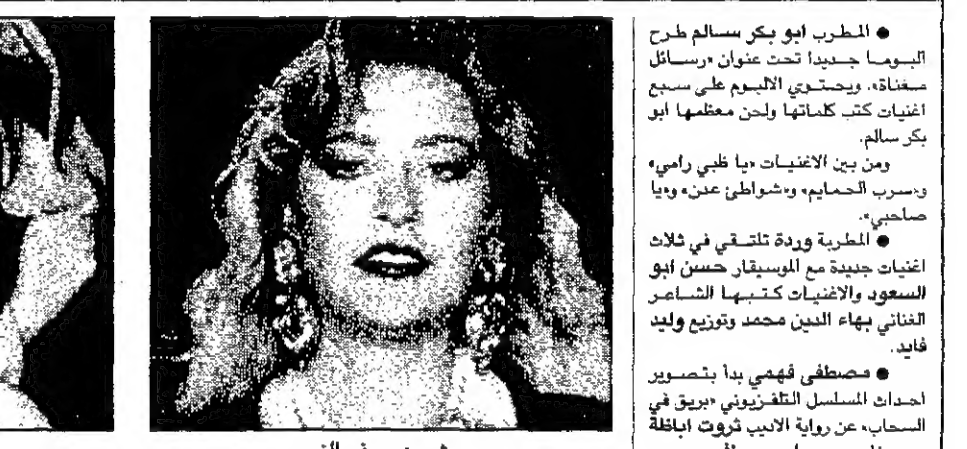 ● المطرب ابو بكر سالم طرح
البوما جديدا تحت عنوان «رسائل
مغناة». ويحتوي الالبوم على سبع
اغنيات كتب كلماتها ولحن معظمها ابو
بكر سالم.
ومن بين الاغنيات «يا ظبي رامي»
و«سرب الحمايم» و«شواطئ عدن» و«يا
صاحبي».
● المطربة وردة تلتقي في ثلاث
اغنيات جديدة مع الموسيقار حسن ابو
السعود والاغنيات كتبها الشاعر
الغنائي بهاء الدين محمد وتوزيع وليد
فايد.
● مصطفى فهمي بدا بتصوير
احداث المسلسل التلفزيوني «بريق في
السحاب» عن رواية الاديب ثروت اباظة